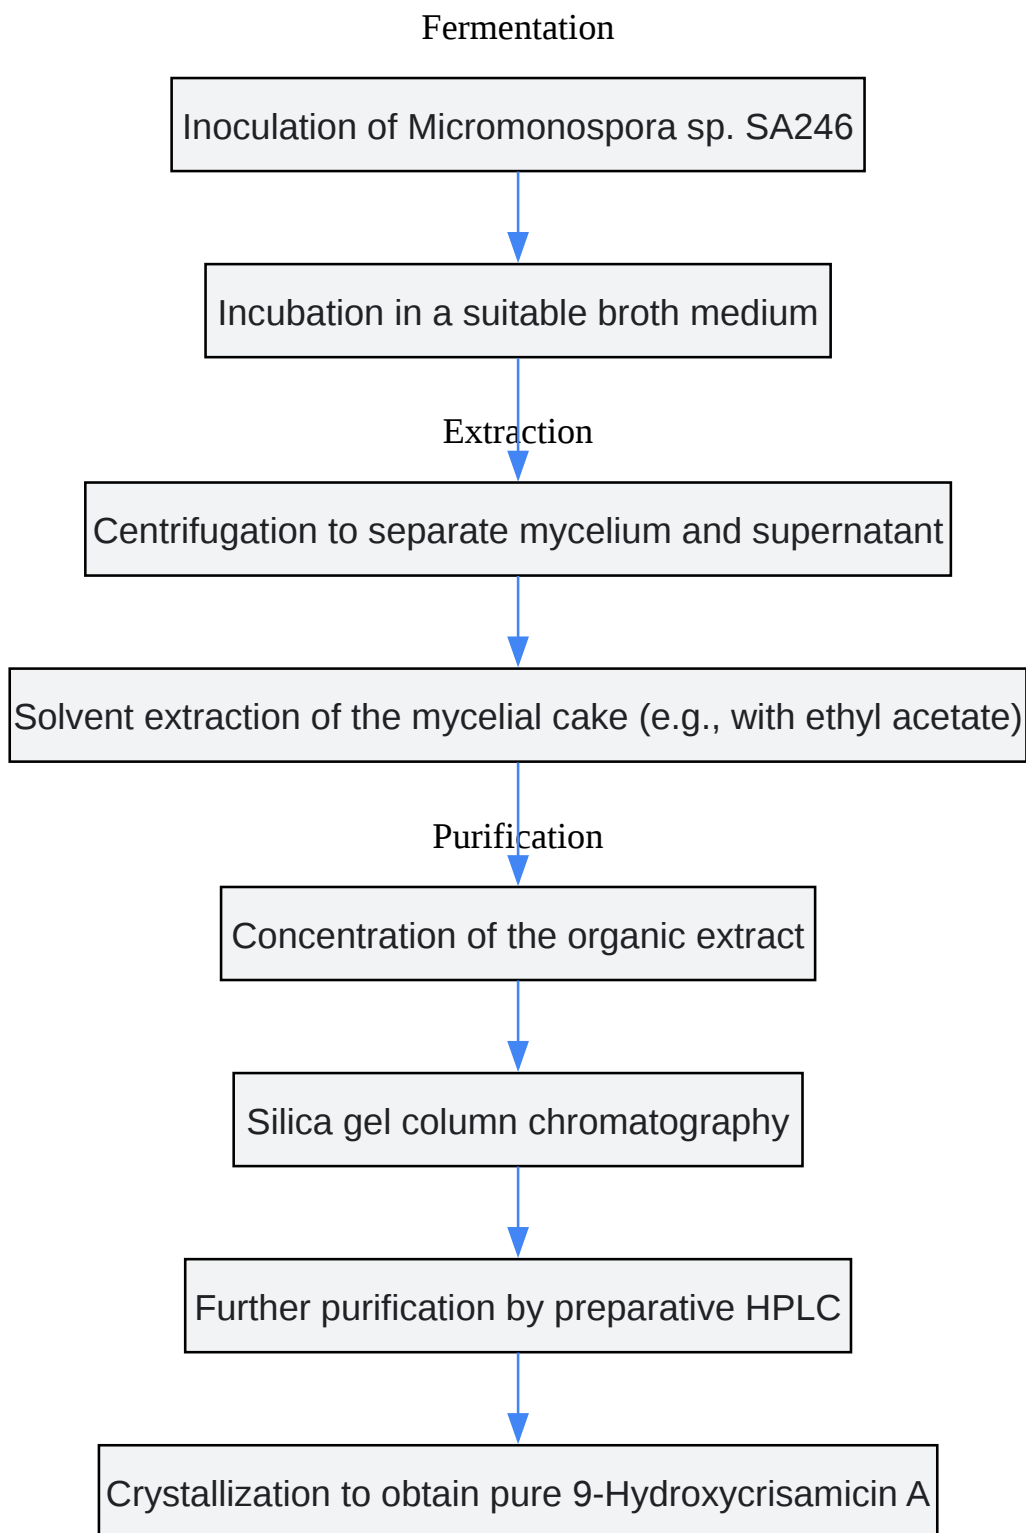 Fermentation
Inoculation of Micromonospora sp. SA246
Incubation in a suitable broth medium
Extraction
Centrifugation to separate mycelium and supernatant
Solvent extraction of the mycelial cake (e.g., with ethyl acetate)
Purification
Concentration of the organic extract
Silica gel column chromatography
Further purification by preparative HPLC
Crystallization to obtain pure 9-Hydroxycrisamicin A